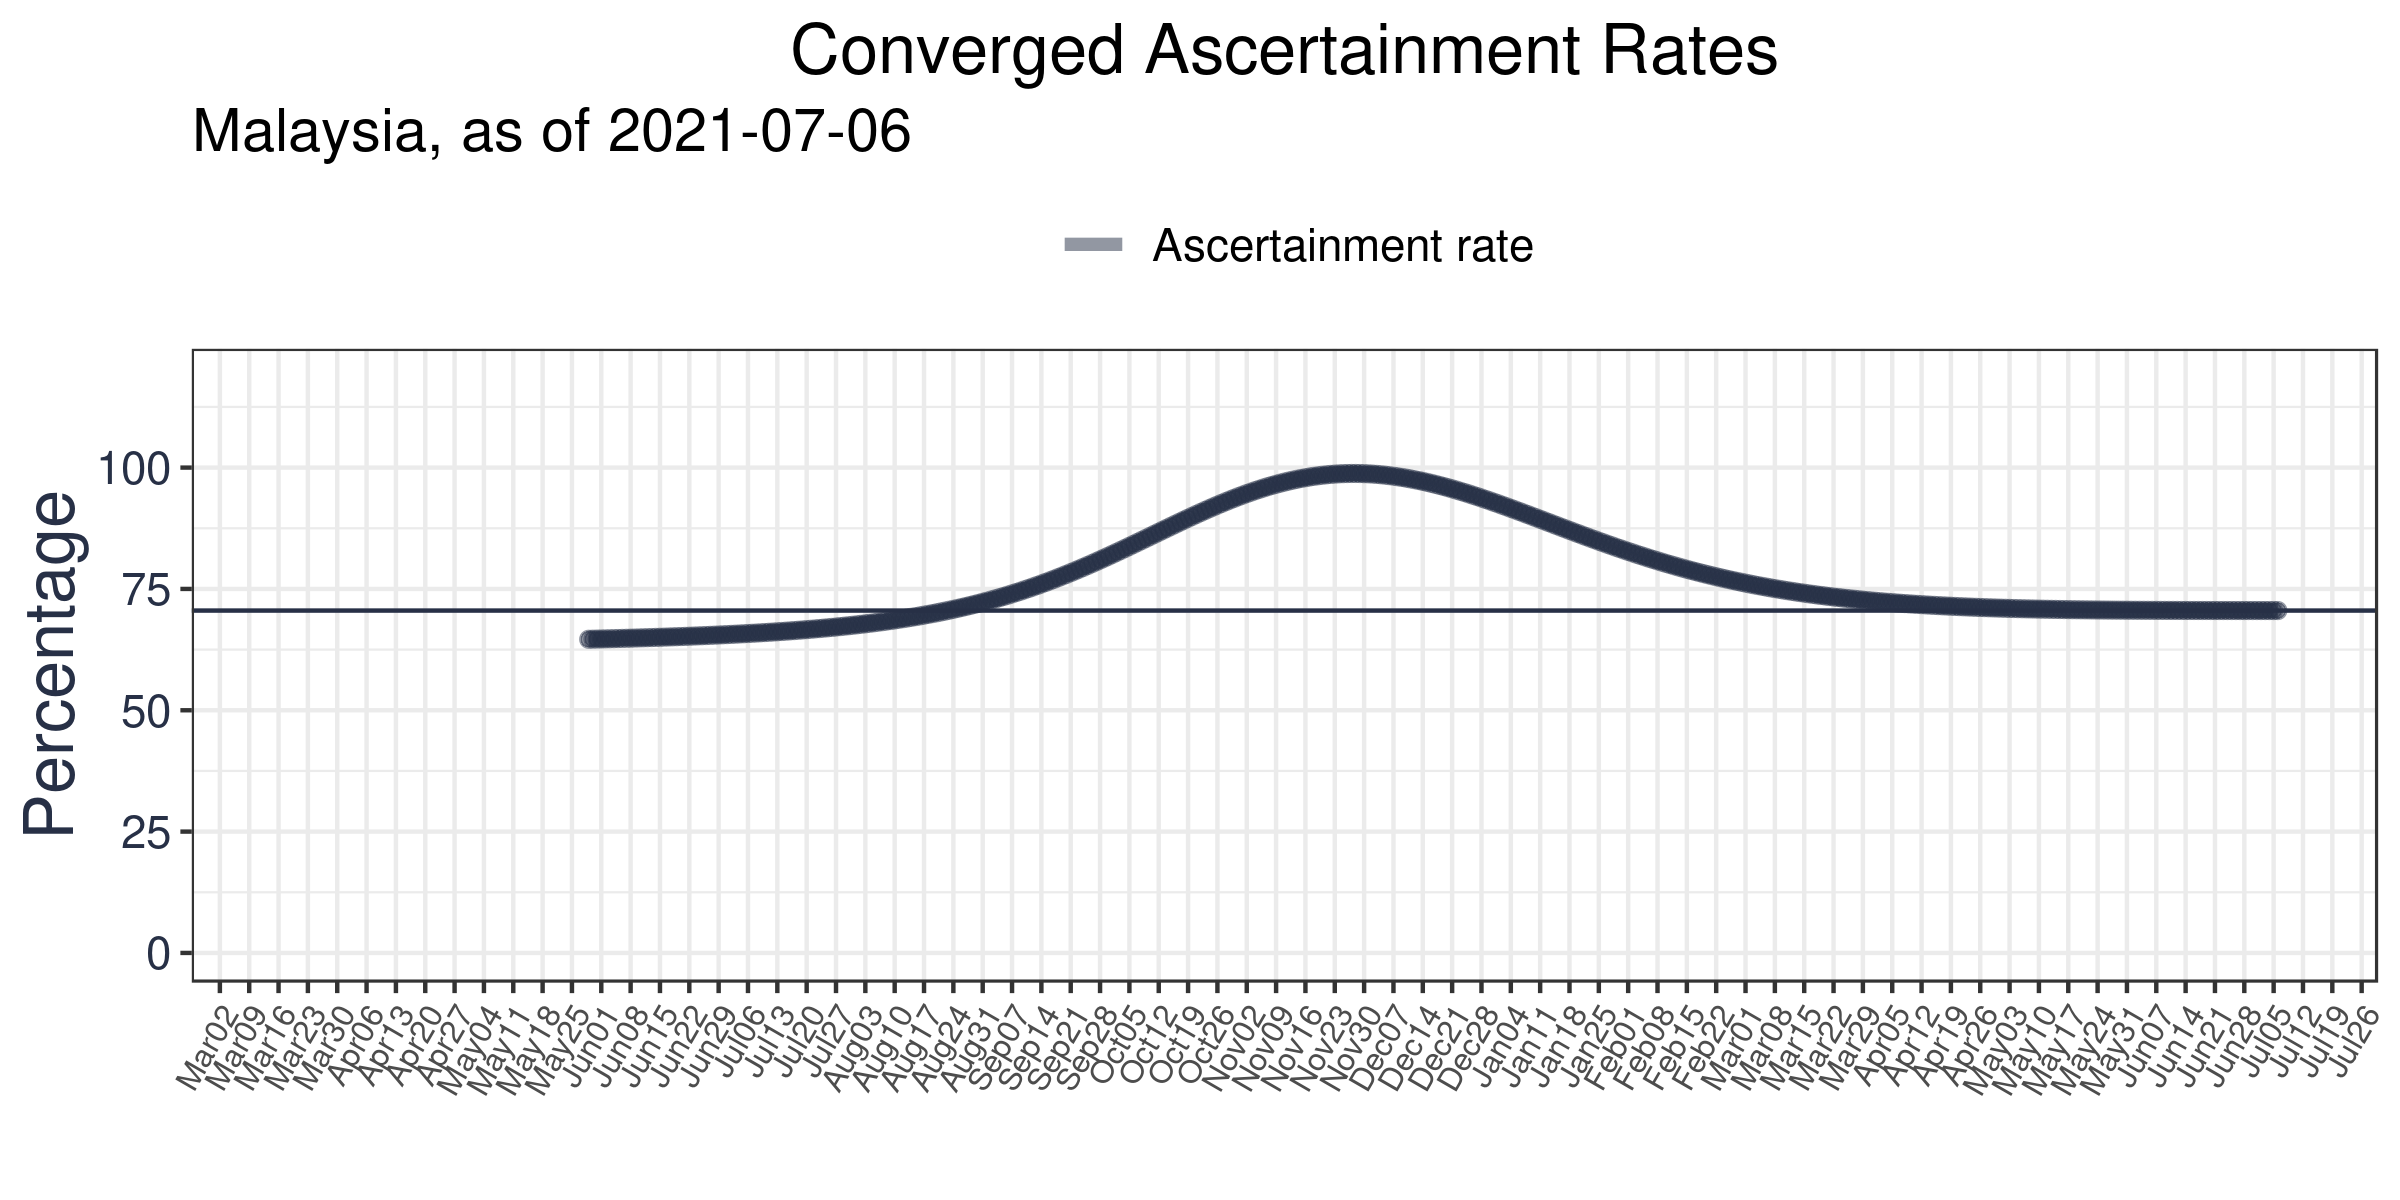 Converged Ascertainment Rates
Malaysia, as of 2021-07-06
Ascertainment rate
Percentage
100
75
50
25
0
Mar02 Mar09 Mar16 Mar23 Mar30 Apr06 Apr13 Apr20 Apr27 May04 May11 May18 May25 Jun01 Jun08 Jun15 Jun22 Jun29 Jul06 Jul13 Jul20 Jul27 Aug03 Aug10 Aug17 Aug24 Aug31 Sep07 Sep14 Sep21 Sep28 Oct05 Oct12 Oct19 Oct26 Nov02 Nov09 Nov16 Nov23 Nov30 Dec07 Dec14 Dec21 Dec28 Jan04 Jan11 Jan18 Jan25 Feb01 Feb08 Feb15 Feb22 Mar01 Mar08 Mar15 Mar22 Mar29 Apr05 Apr12 Apr19 Apr26 May03 May10 May17 May24 May31 Jun07 Jun14 Jun21 Jun28 Jul05 Jul12 Jul19 Jul26